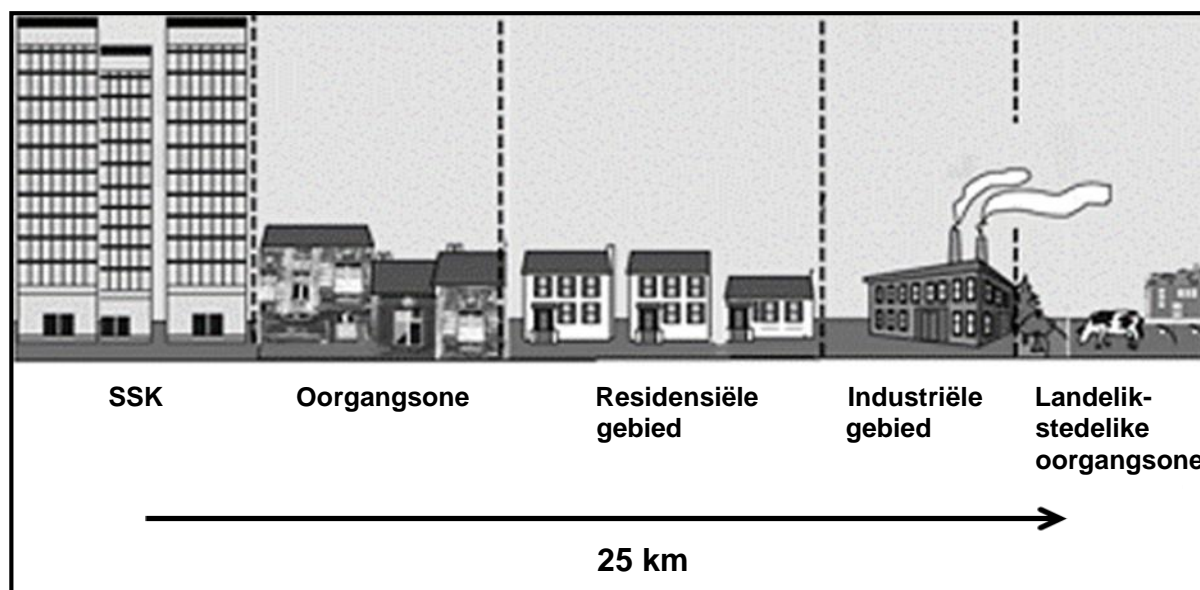 SSK
Oorgangsone
Residensiële
gebied
Industriële
gebied
Landelik-
stedelike
oorgangsone
25 km